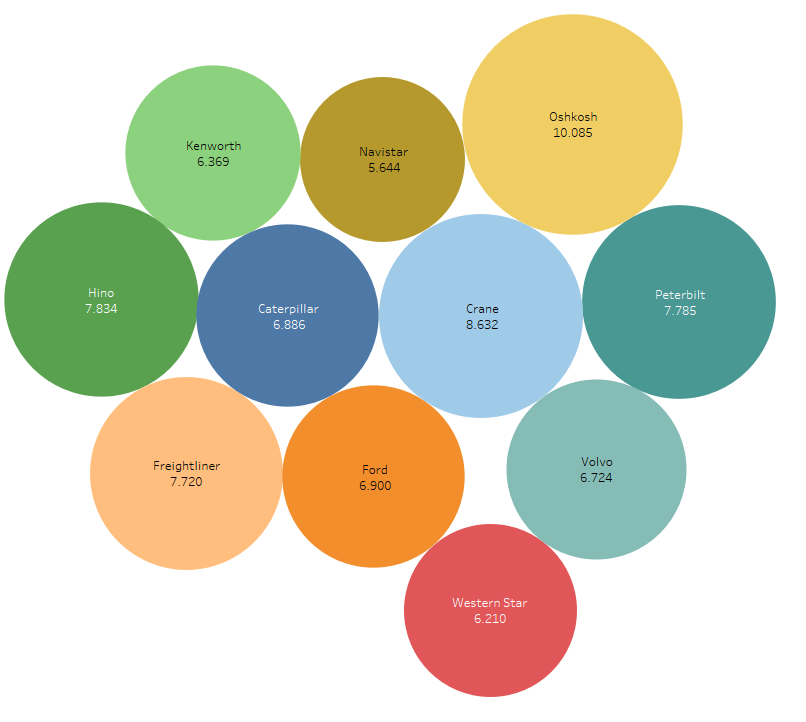 Oshkosh
10.085
Kenworth
6.369
Navistar
5.644
Hino
7.834
Caterpillar
6.886
Crane
8.632
Peterbilt
7.785
Freightliner
7.720
Ford
6.900
Volvo
6.724
Western Star
6.210